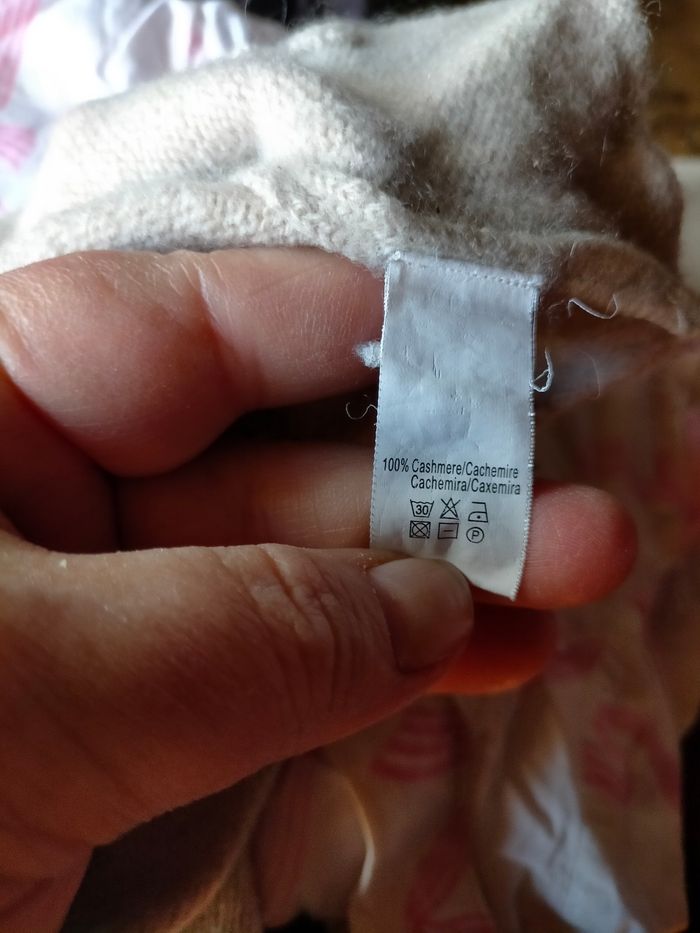 100% Cashmere/Cachemire
Cachemira/Caxemira
30
P